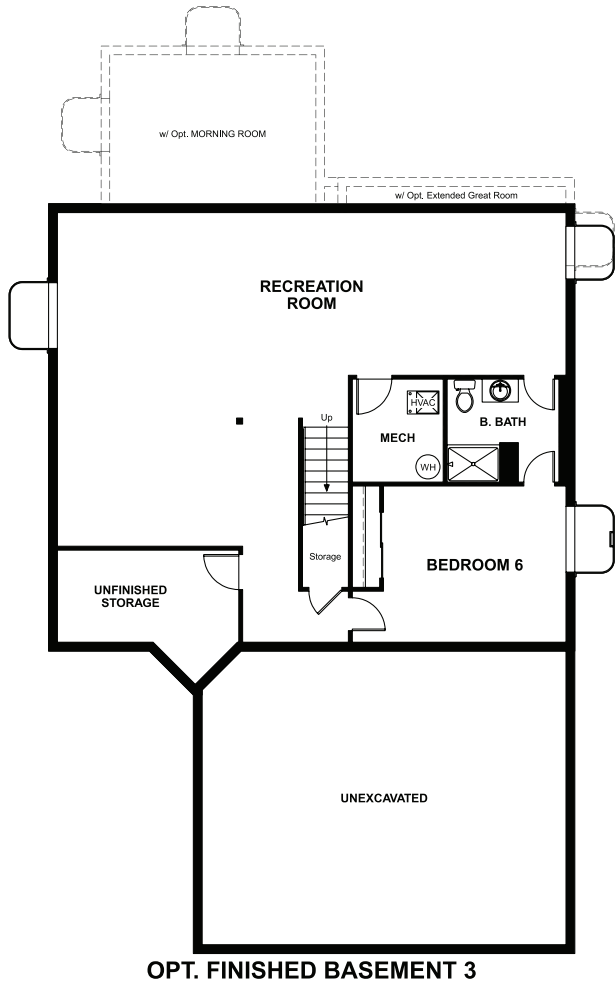 w/ Opt. MORNING ROOM
w/ Opt. Extended Great Room
RECREATION
ROOM
HVAC
Up
B. BATH
MECH
WH
Storage
BEDROOM 6
UNFINISHED
STORAGE
UNEXCAVATED
OPT. FINISHED BASEMENT 3